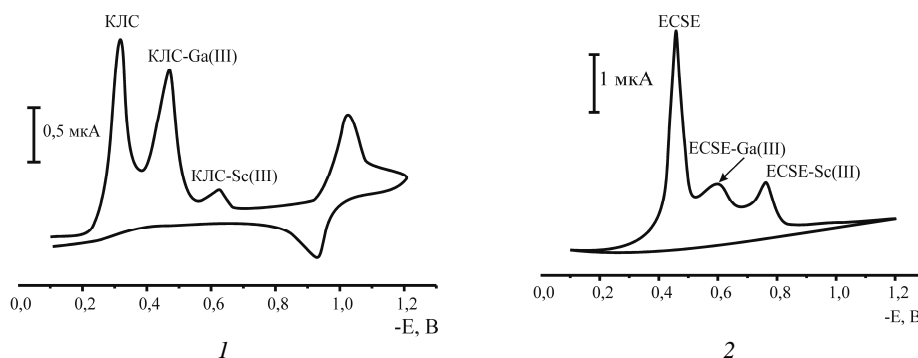 КЛС
КЛС-Ga(III)
0,5 мкА
КЛС-Sc(III)
0,0 0,2 0,4 0,6 0,8 1,0 1,2
-E, В
1
ECSE
1 мкА
ECSE-Ga(III)
ECSE-Sc(III)
0,0 0,2 0,4 0,6 0,8 1,0 1,2
-E, В
2